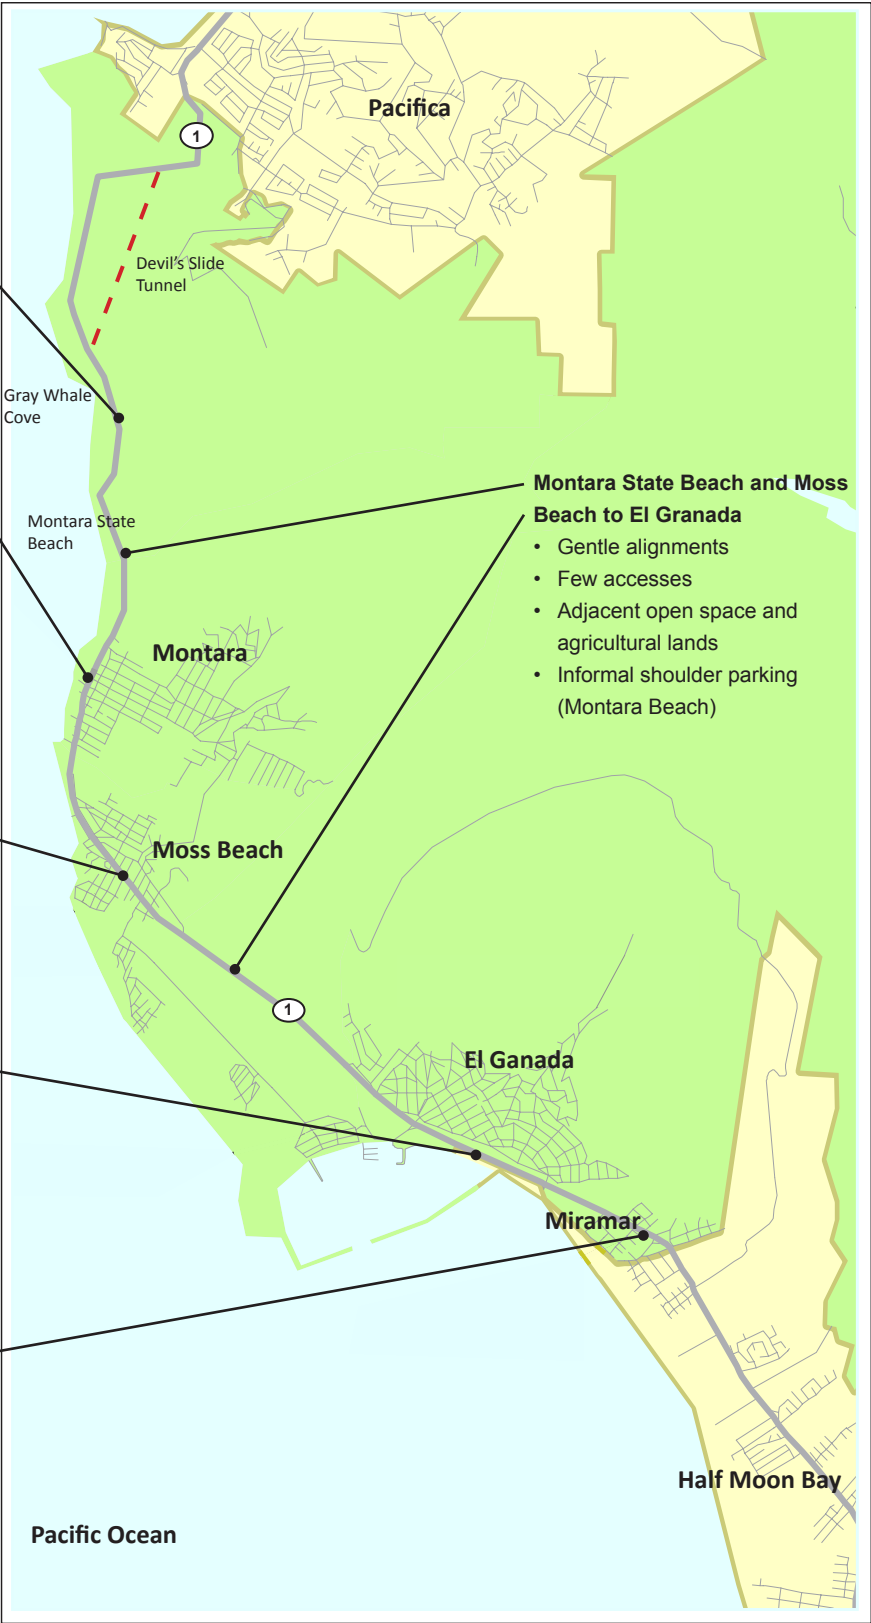 Pacifica
1
Devil's Slide
Tunnel
Gray Whale
Cove
Montara State Beach and Moss
Beach to El Granada
• Gentle alignments
• Few accesses
• Adjacent open space and
agricultural lands
• Informal shoulder parking
(Montara Beach)
Montara State
Beach
Montara
Moss Beach
1
El Ganada
Miramar
Half Moon Bay
Pacific Ocean